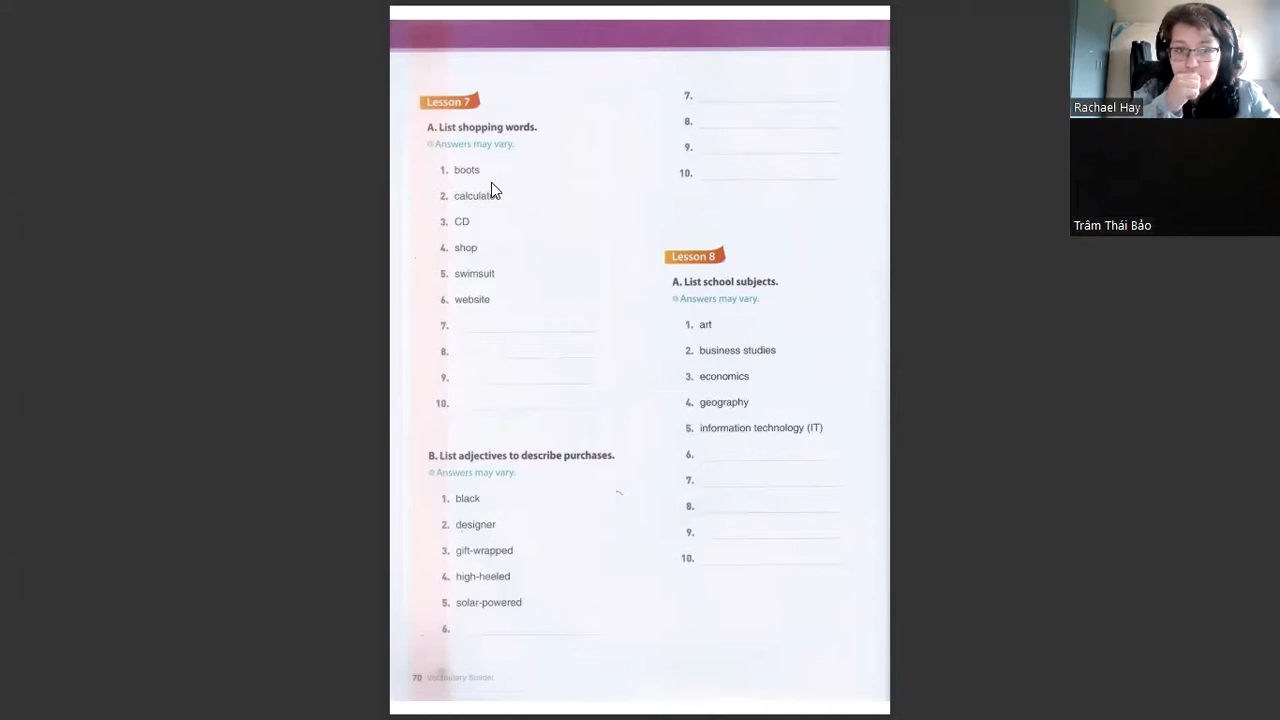 Lesson 7
A. List shopping words.
Answers may vary.
1. boots
2. calculat
3. CD
4. shop
5. swimsuit
6. website
7.
8.
9.
10.
B. List adjectives to describe purchases.
Answers may vary.
1. black
2. designer
3. gift-wrapped
4. high-heeled
5. solar-powered
6.
70 Vocabulary Builder
7.
8.
9.
10.
Lesson 8
A. List school subjects.
Answers may vary.
1. art
2. business studies
3. economics
4. geography
5. information technology (IT)
6.
7.
8.
9.
10.
Rachael Hay
Trâm Thái Bảo